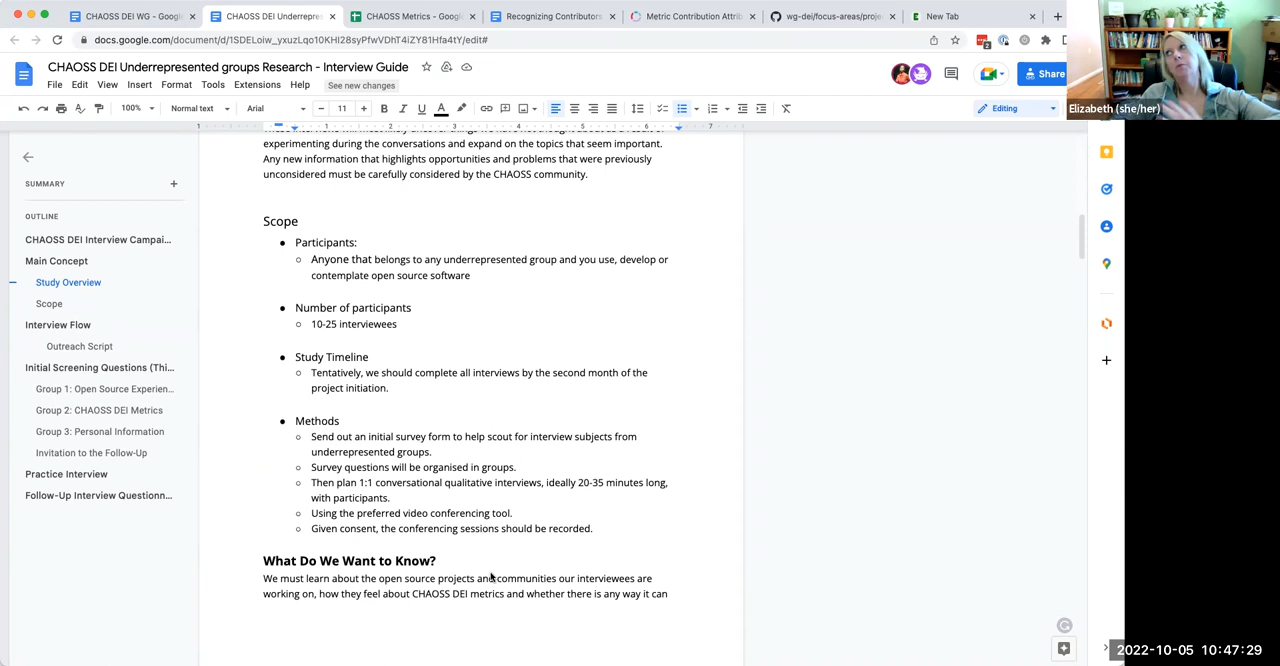 CHAOSS DEI WG - Google
CHAOSS DEI Underrepres
CHAOSS Metrics - Google
Recognizing Contributors
Metric Contribution Attrib
wg-dei/focus-areas/proje
New Tab
docs.google.com/document/d/1SDELoiw_yxuzLqo10KHI28syPfwVDhT4iZY81Hfa4tY/edit#
CHAOSS DEI Underrepresented groups Research - Interview Guide
File Edit View Insert Format Tools Extensions Help See new changes
Share
Elizabeth (she/her)
100% Normal text Arial 11 Editing
1 1 2 3 4 5 6 7
experimenting during the conversations and expand on the topics that seem important.
Any new information that highlights opportunities and problems that were previously
unconsidered must be carefully considered by the CHAOSS community.
SUMMARY
OUTLINE
CHAOSS DEI Interview Campai...
Main Concept
Study Overview
Scope
Interview Flow
Outreach Script
Initial Screening Questions (Thi...
Group 1: Open Source Experien...
Group 2: CHAOSS DEI Metrics
Group 3: Personal Information
Invitation to the Follow-Up
Practice Interview
Follow-Up Interview Questionn...
Scope
Participants:
Anyone that belongs to any underrepresented group and you use, develop or
contemplate open source software
Number of participants
10-25 interviewees
Study Timeline
Tentatively, we should complete all interviews by the second month of the
project initiation.
Methods
Send out an initial survey form to help scout for interview subjects from
underrepresented groups.
Survey questions will be organised in groups.
Then plan 1:1 conversational qualitative interviews, ideally 20-35 minutes long,
with participants.
Using the preferred video conferencing tool.
Given consent, the conferencing sessions should be recorded.
What Do We Want to Know?
We must learn about the open source projects and communities our interviewees are
working on, how they feel about CHAOSS DEI metrics and whether there is any way it can
2022-10-05 10:47:29